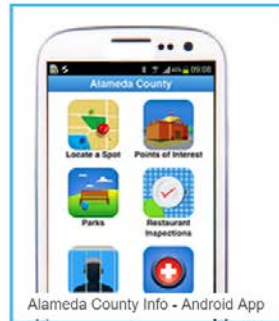 09:08
Alameda County
Locate a Spot
Points of Interest
Parks
Restaurant
Inspections
Alameda County Info - Android App